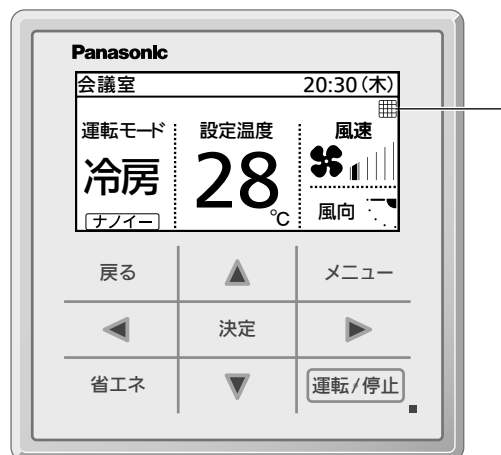 Panasonic
会議室 20:30(木)
運転モード 設定温度 風速
冷房 28℃
ナノイー 風向
戻る メニュー
決定
省エネ 運転/停止